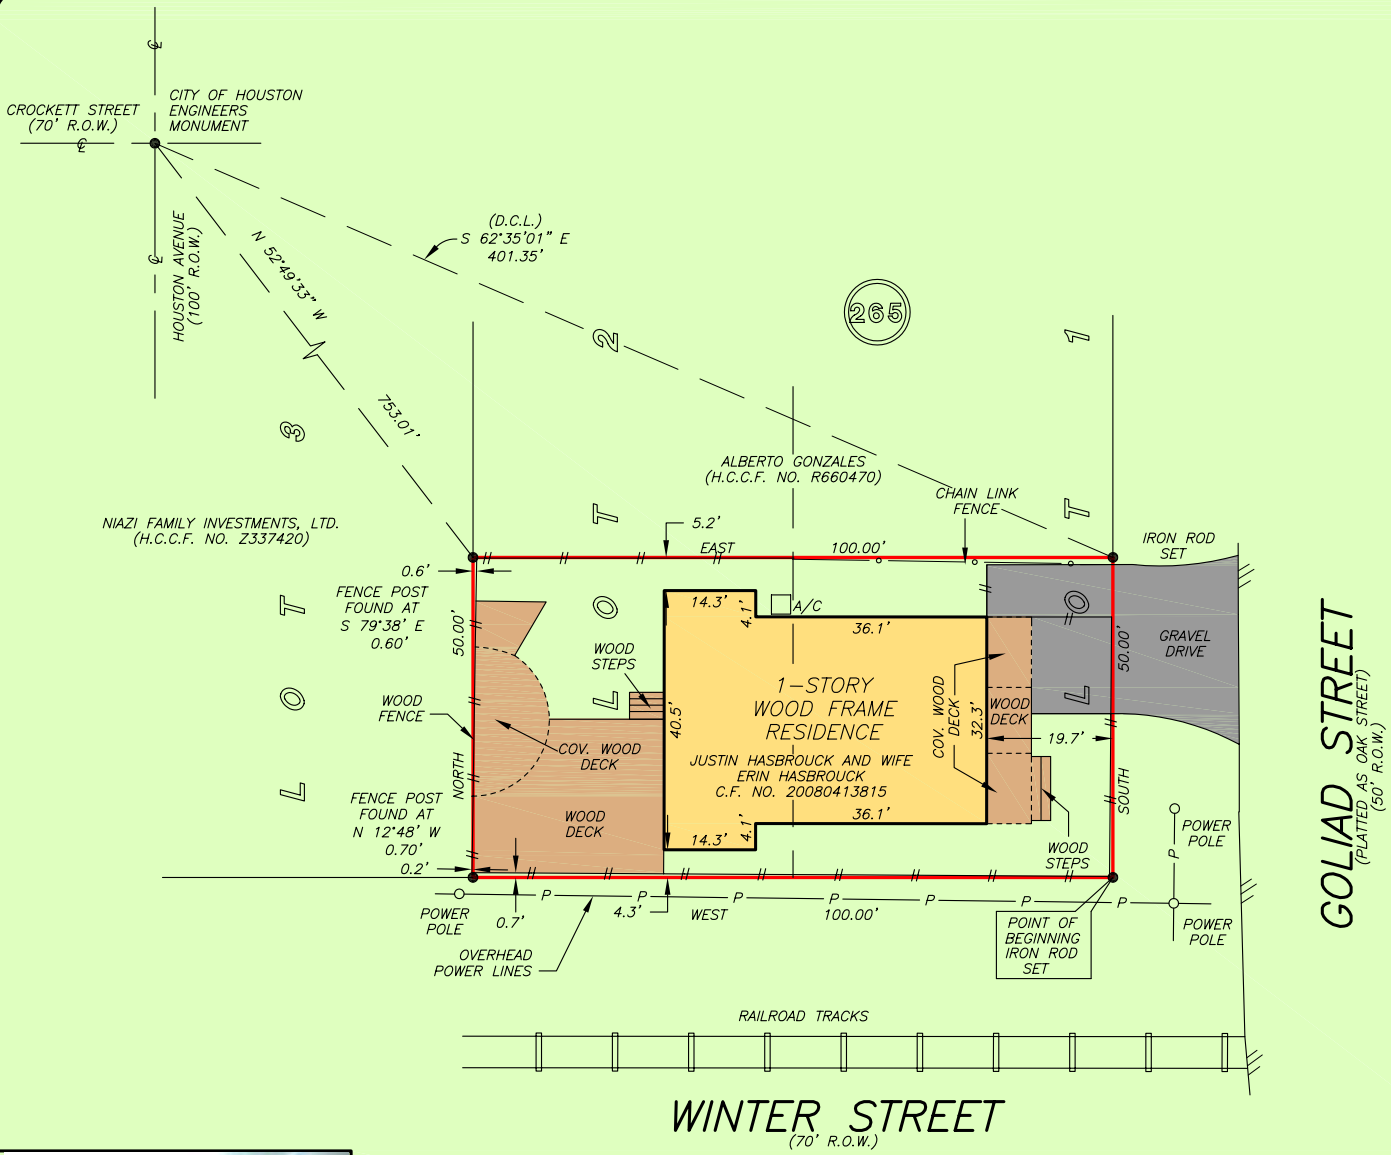 ℄
CROCKETT STREET
(70' R.O.W.)
℄
CITY OF HOUSTON
ENGINEERS
MONUMENT
℄
HOUSTON AVENUE
(100' R.O.W.)
N 52°49'33" W
753.01'
(D.C.L.)
S 62°35'01" E
401.35'
265
LOT 3
LOT 2
LOT 1
ALBERTO GONZALES
(H.C.C.F. NO. R660470)
NIAZI FAMILY INVESTMENTS, LTD.
(H.C.C.F. NO. Z337420)
CHAIN LINK
FENCE
5.2'
EAST 100.00'
IRON ROD
SET
0.6'
FENCE POST
FOUND AT
S 79°38' E
0.60'
50.00'
NORTH
WOOD
FENCE
FENCE POST
FOUND AT
N 12°48' W
0.70'
0.2'
WOOD
STEPS
COV. WOOD
DECK
WOOD
DECK
14.3'
4.1'
A/C
36.1'
40.5'
1-STORY
WOOD FRAME
RESIDENCE
JUSTIN HASBROUCK AND WIFE
ERIN HASBROUCK
C.F. NO. 20080413815
36.1'
14.3'
4.1'
32.3'
COV. WOOD
DECK
WOOD
DECK
19.7'
WOOD
STEPS
50.00'
SOUTH
GRAVEL
DRIVE
GOLIAD STREET
(PLATTED AS OAK STREET)
(50' R.O.W.)
POWER
POLE
P
POWER
POLE
POWER
POLE
0.7'
P P P P P P P
4.3'
WEST 100.00'
OVERHEAD
POWER LINES
POINT OF
BEGINNING
IRON ROD
SET
RAILROAD TRACKS
WINTER STREET
(70' R.O.W.)